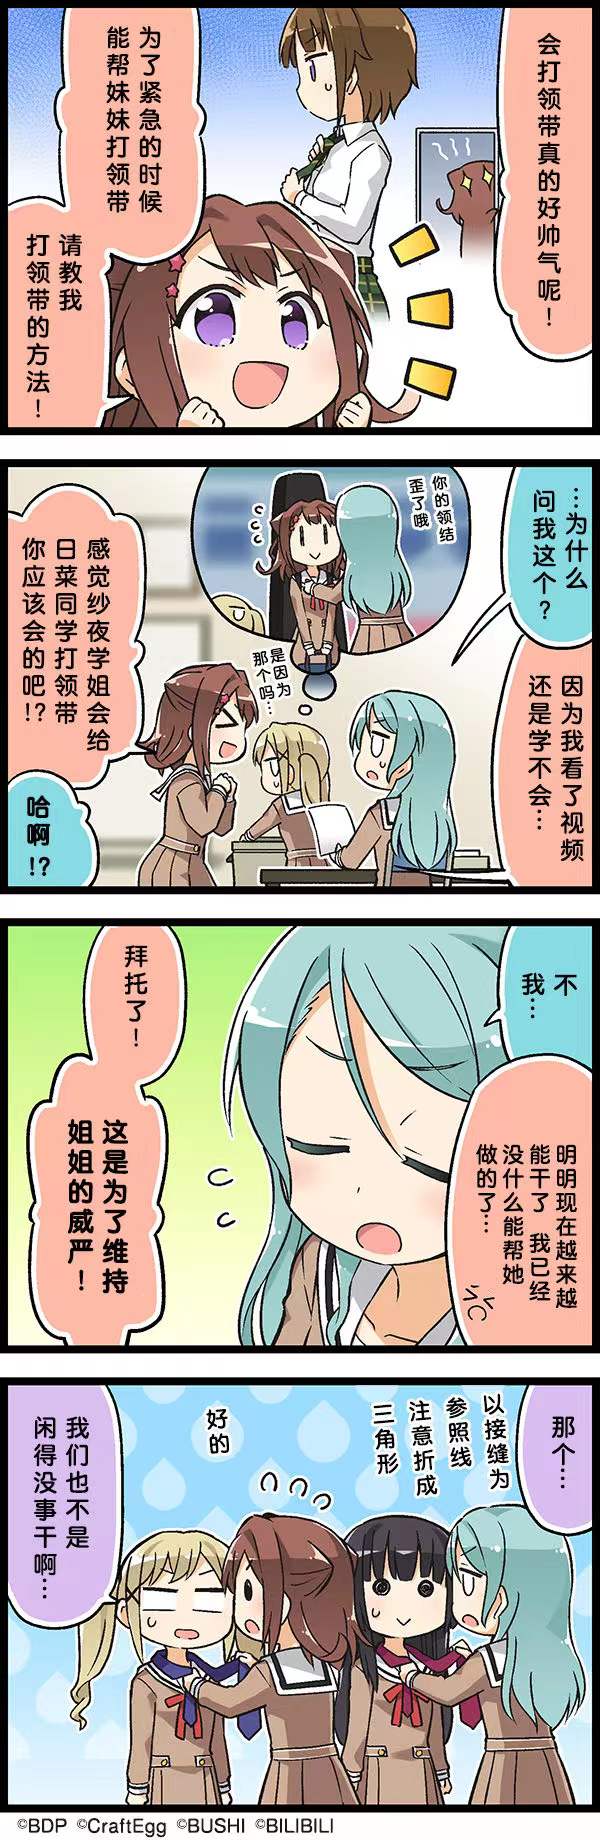 会打领带真的好帅气呢！
为了紧急的时候
能帮妹妹打领带
请教我
打领带的方法！
…为什么
问我这个？
因为我看了视频
还是学不会…
你的领结
歪了哦
是因为
那个吗…
感觉纱夜学姐会给
日菜同学打领带
你应该会的吧!?
哈啊!?
不
我…
明明现在越来越
能干了 我已经
没什么能帮她
做的了…
拜托了！
这是为了维持
姐姐的威严！
那个…
以接缝为
参照线
注意折成
三角形
好的
我们也不是
闲得没事干啊…
©BDP ©CraftEgg ©BUSHI ©BILIBILI